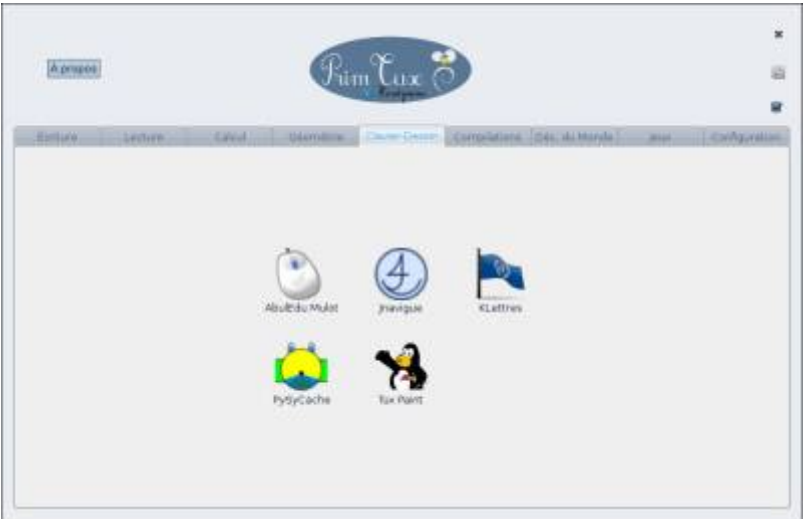 A propos
Prim Tux
Ecriture Lecture Calcul Géométrie Clavier-Dessin Compilations Déc. du Monde Jeux Configuration
AbulEdu Mulot Jnavigue KLettres
PySyCache Tux Paint